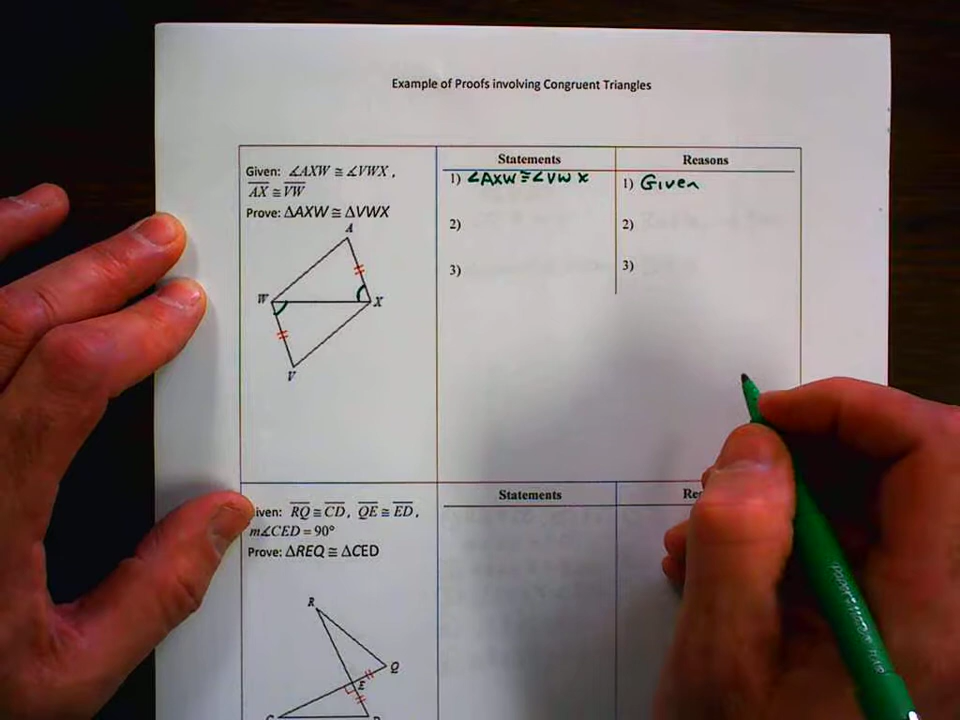 Example of Proofs involving Congruent Triangles
Given: ∠AXW ≅ ∠VWX,
AX ≅ VW
Prove: ΔAXW ≅ ΔVWX
A
W
X
V
Statements
1) ∠AXW ≅ ∠VWX
2)
3)
Reasons
1) Given
2)
3)
iven: RQ ≅ CD, QE ≅ ED,
m∠CED = 90°
Prove: ΔREQ ≅ ΔCED
R
Q
E
Statements
Re